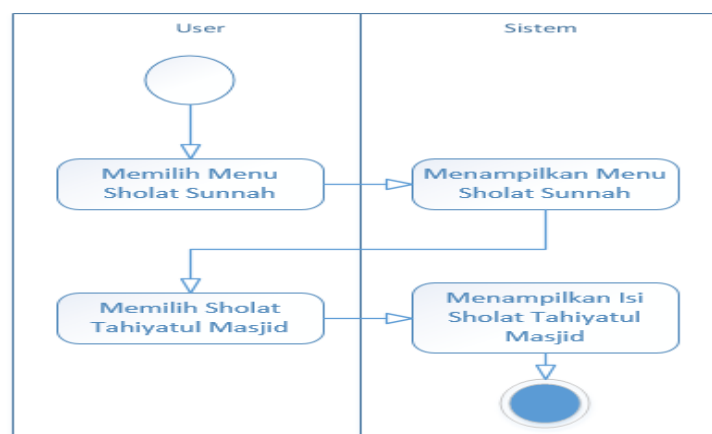 User
Sistem
Memilih Menu
Sholat Sunnah
Menampilkan Menu
Sholat Sunnah
Memilih Sholat
Tahiyatul Masjid
Menampilkan Isi
Sholat Tahiyatul
Masjid